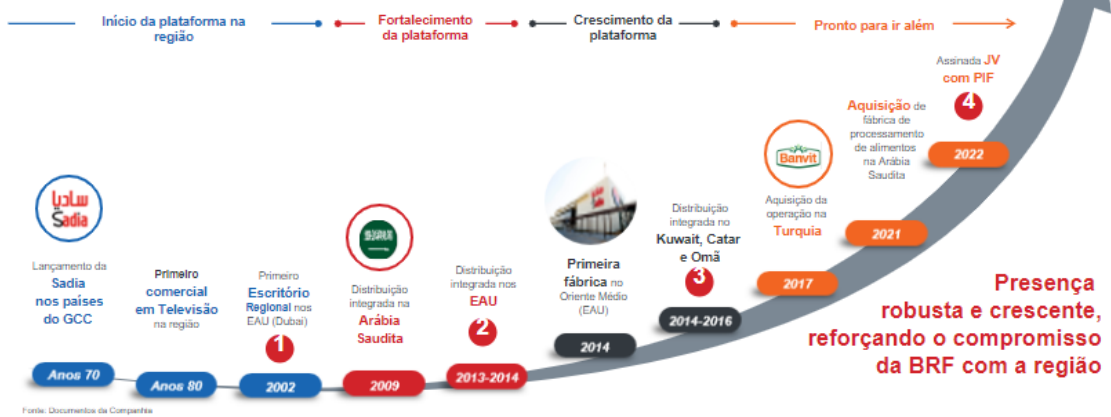 Início da plataforma na
região
Fortalecimento
da plataforma
Crescimento da
plataforma
Pronto para ir além
سادیا
Sadia
Lançamento da
Sadia
nos países
do GCC
Anos 70
Primeiro
comercial
em Televisão
na região
Anos 80
Primeiro
Escritório
Regional nos
EAU (Dubai)
1
2002
Distribuição
integrada na
Arábia
Saudita
2009
Distribuição
integrada nos
EAU
2
2013-2014
Primeira
fábrica no
Oriente Médio
(EAU)
2014
Distribuição
integrada no
Kuwait, Catar
e Omã
3
2014-2016
Banvit
Aquisição da
operação na
Turquia
2017
Aquisição de
fábrica de
processamento
de alimentos
na Arábia
Saudita
2021
Assinada JV
com PIF
4
2022
Presença
robusta e crescente,
reforçando o compromisso
da BRF com a região
Fonte: Documentos da Companhia